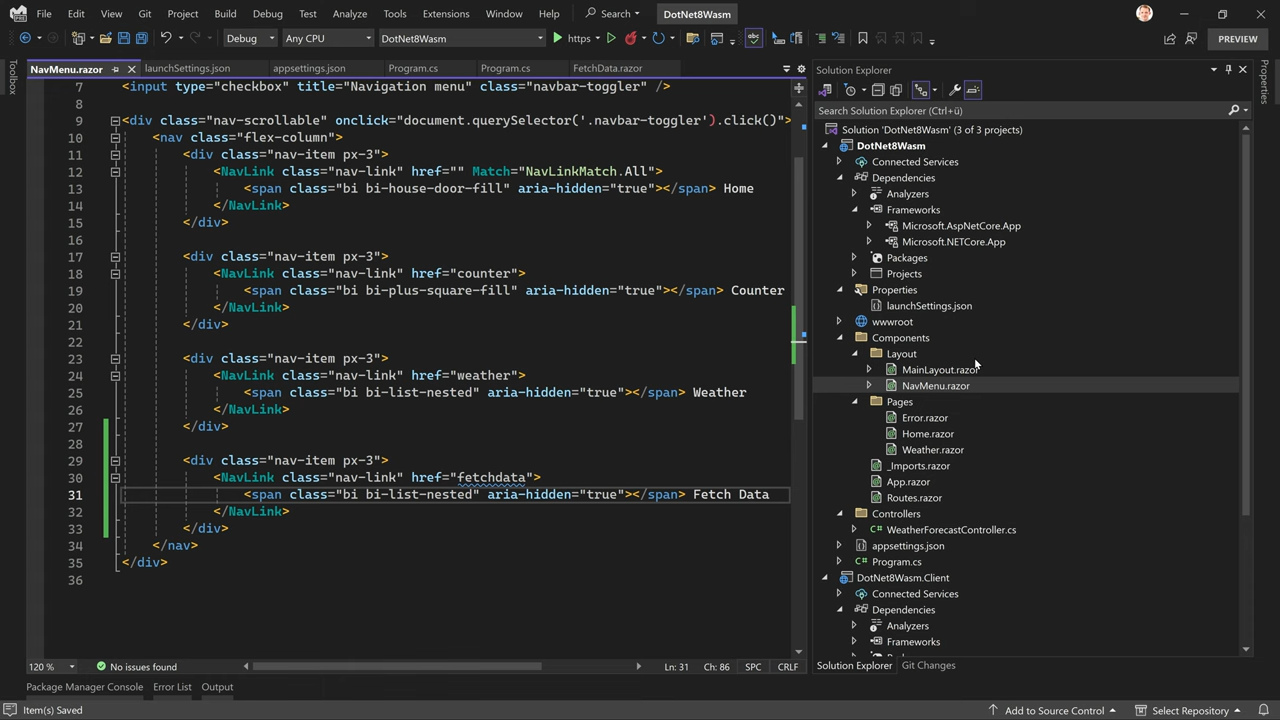 File Edit View Git Project Build Debug Test Analyze Tools Extensions Window Help Search DotNet8Wasm
Debug Any CPU DotNet8Wasm https PREVIEW
Toolbox
NavMenu.razor launchSettings.json appsettings.json Program.cs Program.cs FetchData.razor
7 <input type="checkbox" title="Navigation menu" class="navbar-toggler" />
8
9 <div class="nav-scrollable" onclick="document.querySelector('.navbar-toggler').click()">
10 <nav class="flex-column">
11 <div class="nav-item px-3">
12 <NavLink class="nav-link" href="" Match="NavLinkMatch.All">
13 <span class="bi bi-house-door-fill" aria-hidden="true"></span> Home
14 </NavLink>
15 </div>
16
17 <div class="nav-item px-3">
18 <NavLink class="nav-link" href="counter">
19 <span class="bi bi-plus-square-fill" aria-hidden="true"></span> Counter
20 </NavLink>
21 </div>
22
23 <div class="nav-item px-3">
24 <NavLink class="nav-link" href="weather">
25 <span class="bi bi-list-nested" aria-hidden="true"></span> Weather
26 </NavLink>
27 </div>
28
29 <div class="nav-item px-3">
30 <NavLink class="nav-link" href="fetchdata">
31 <span class="bi bi-list-nested" aria-hidden="true"></span> Fetch Data
32 </NavLink>
33 </div>
34 </nav>
35 </div>
36
120 % No issues found Ln: 31 Ch: 86 SPC CRLF
Package Manager Console Error List Output
Solution Explorer
Search Solution Explorer (Ctrl+ü)
Solution 'DotNet8Wasm' (3 of 3 projects)
DotNet8Wasm
Connected Services
Dependencies
Analyzers
Frameworks
Microsoft.AspNetCore.App
Microsoft.NETCore.App
Packages
Projects
Properties
launchSettings.json
wwwroot
Components
Layout
MainLayout.razor
NavMenu.razor
Pages
Error.razor
Home.razor
Weather.razor
_Imports.razor
App.razor
Routes.razor
Controllers
WeatherForecastController.cs
appsettings.json
Program.cs
DotNet8Wasm.Client
Connected Services
Dependencies
Analyzers
Frameworks
Solution Explorer Git Changes
Properties
Item(s) Saved Add to Source Control Select Repository